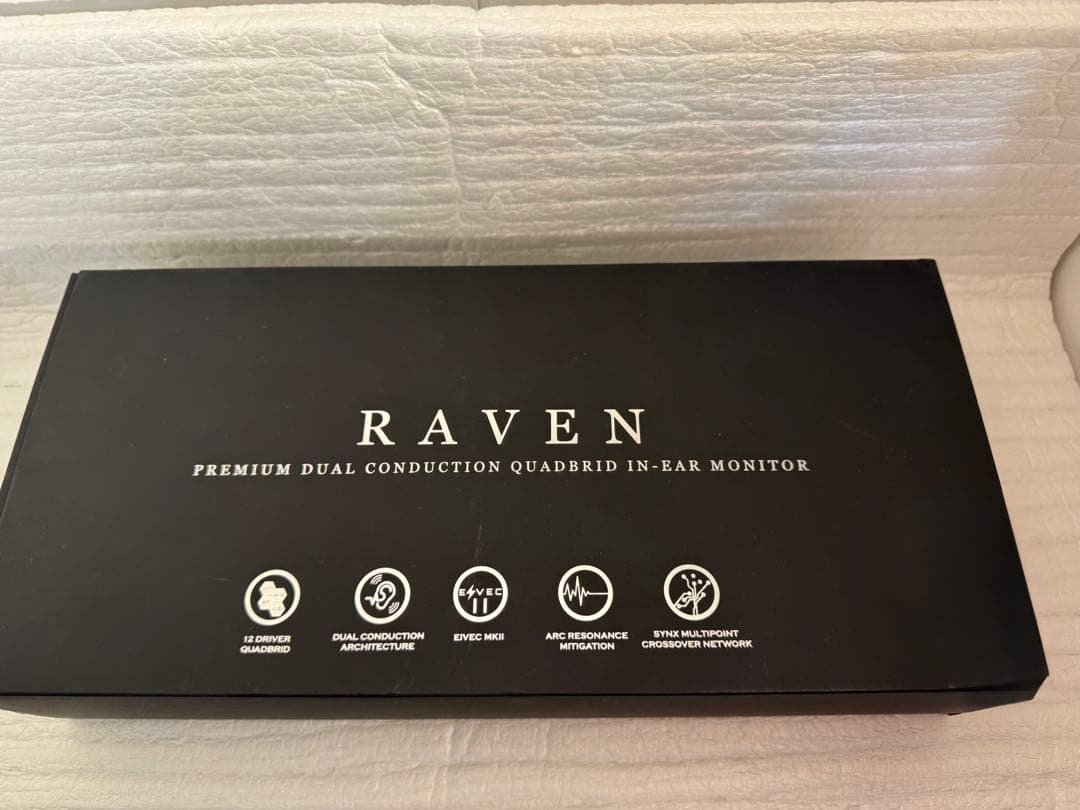 RAVEN
PREMIUM DUAL CONDUCTION QUADBRID IN-EAR MONITOR
E VEC
II
12 DRIVER
QUADBRID
DUAL CONDUCTION
ARCHITECTURE
EIVEC MKII
ARC RESONANCE
MITIGATION
SYNX MULTIPOINT
CROSSOVER NETWORK